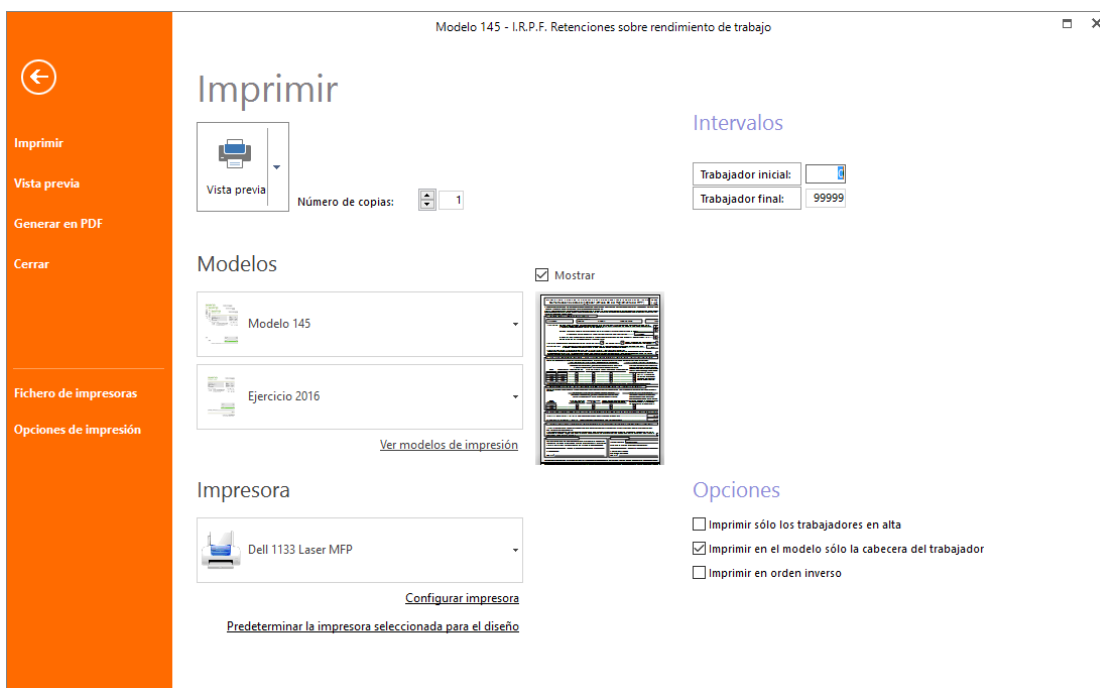 Modelo 145 - I.R.P.F. Retenciones sobre rendimiento de trabajo
Imprimir
Vista previa
Generar en PDF
Cerrar
Fichero de impresoras
Opciones de impresión
Imprimir
Vista previa
Número de copias: 1
Intervalos
Trabajador inicial: 0
Trabajador final: 99999
Modelos
Mostrar
Modelo 145
Ejercicio 2016
Ver modelos de impresión
Impresora
Dell 1133 Laser MFP
Configurar impresora
Predeterminar la impresora seleccionada para el diseño
Opciones
Imprimir sólo los trabajadores en alta
Imprimir en el modelo sólo la cabecera del trabajador
Imprimir en orden inverso